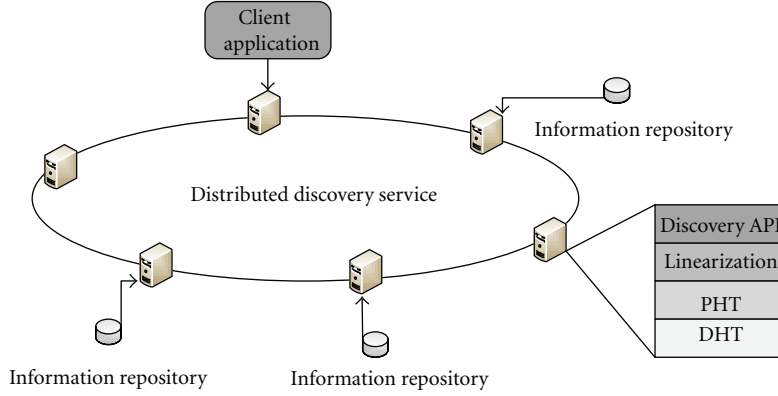 Client
application
Information repository
Distributed discovery service
Discovery API
Linearization
PHT
DHT
Information repository
Information repository